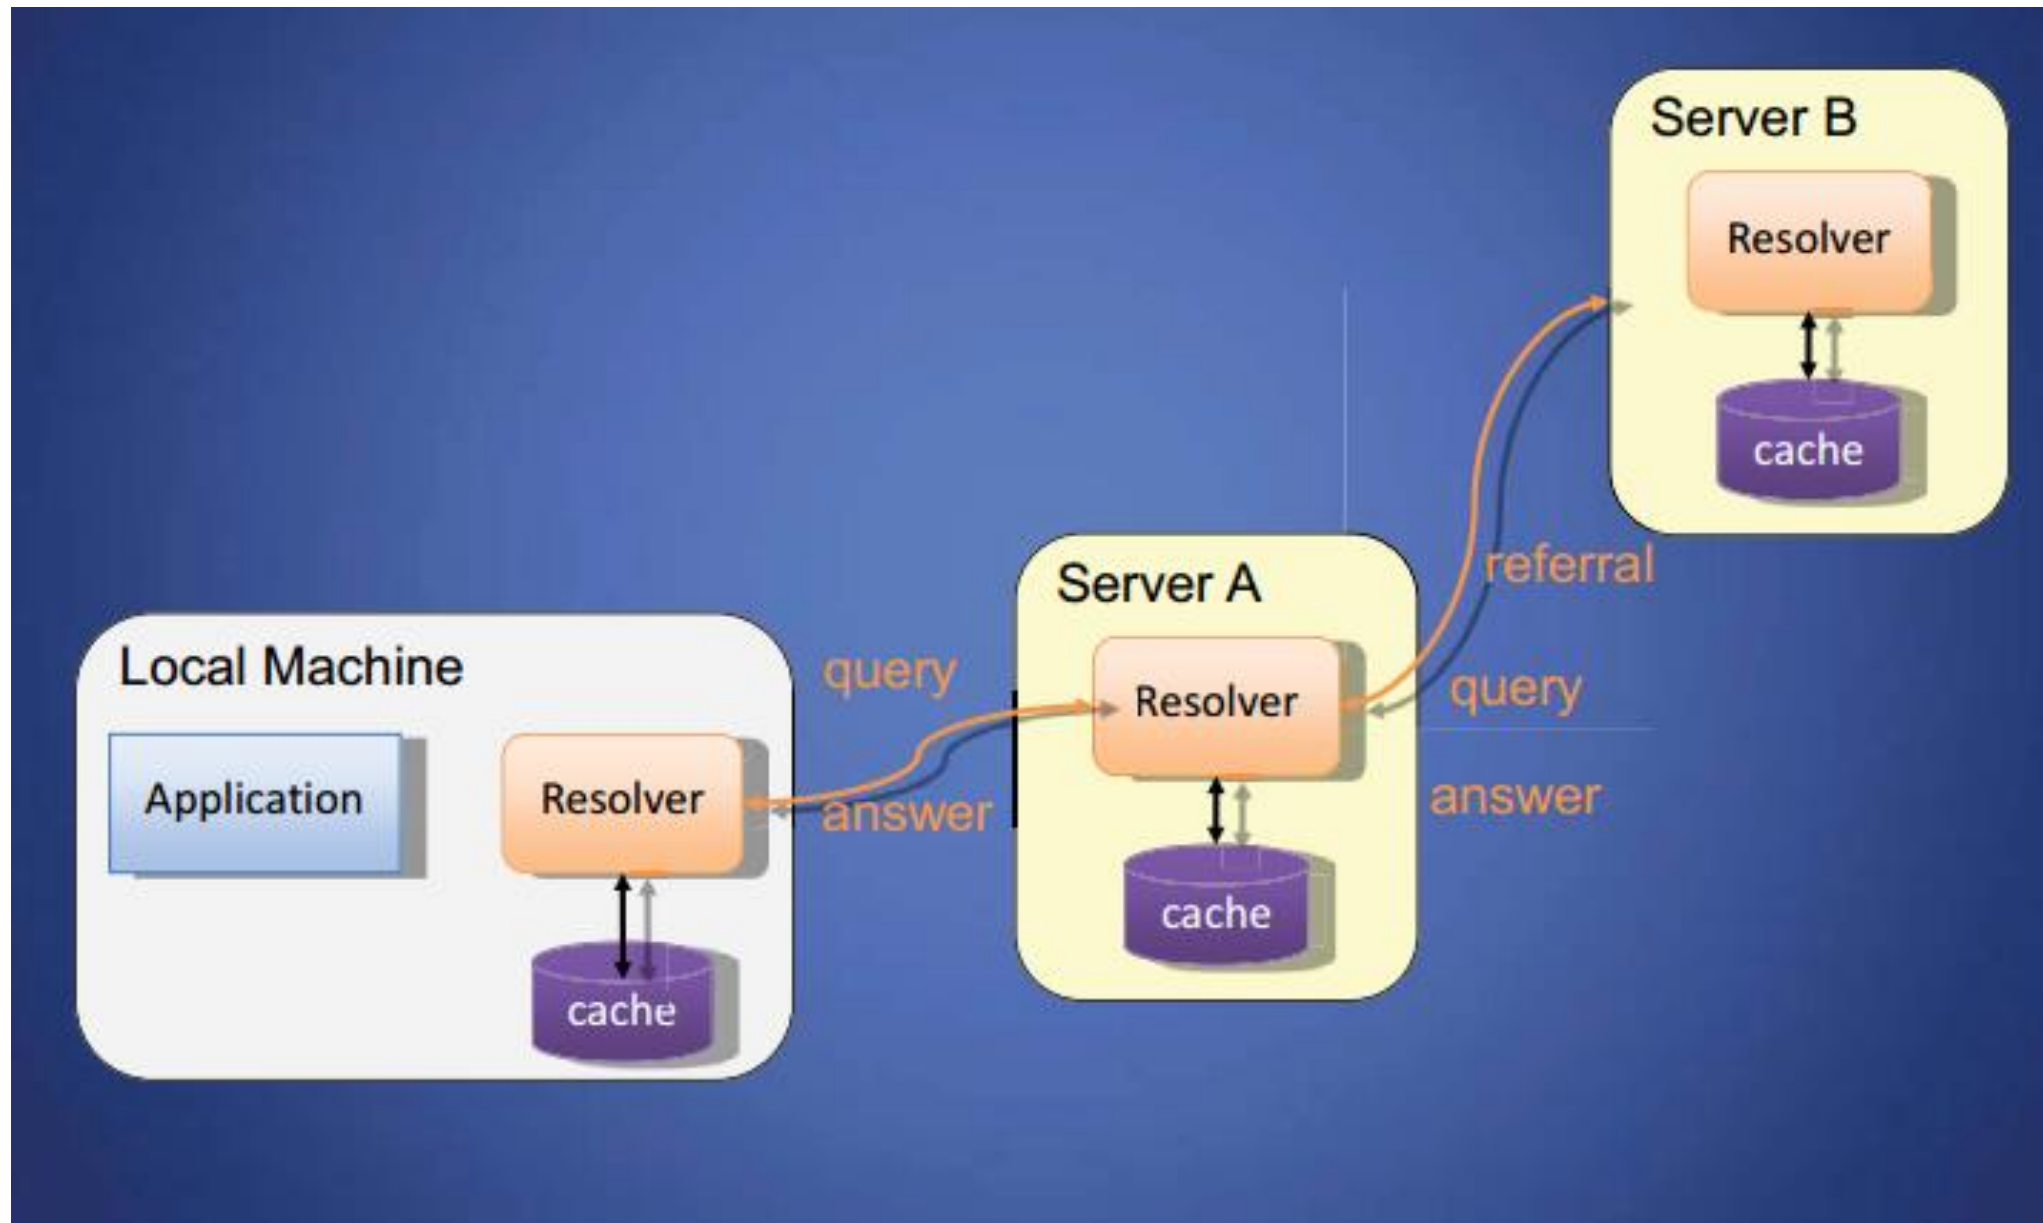 Server B
Resolver
cache
referral
Server A
query
Resolver
answer
cache
Local Machine
query
Application
Resolver
answer
cache